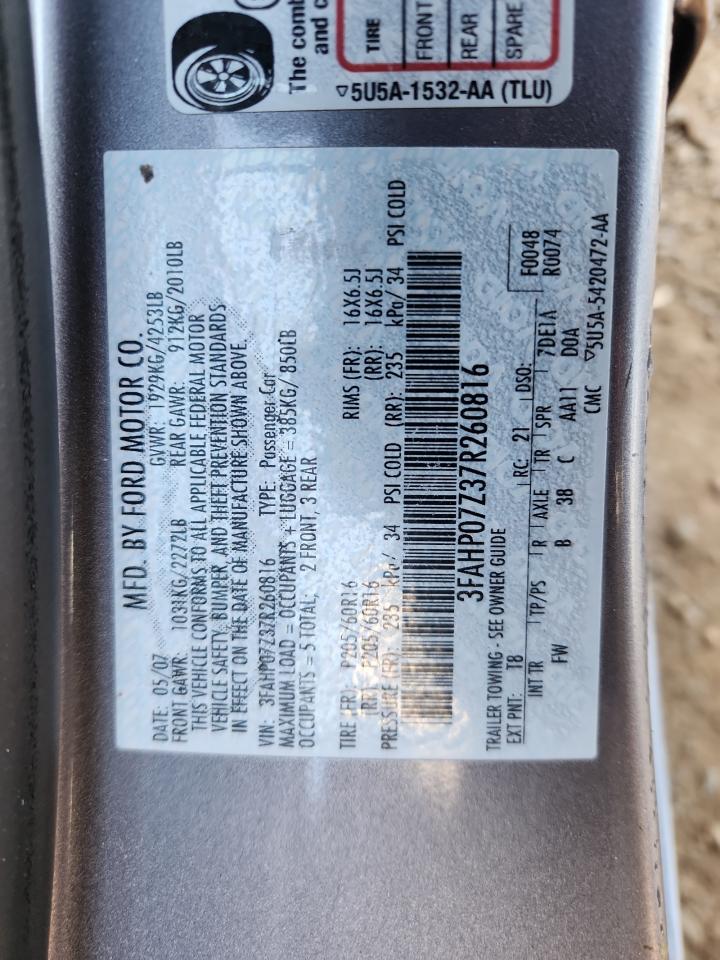 The comb
and c
TIRE
FRONT
REAR
SPARE
▽5U5A-1532-AA (TLU)
MFD. BY FORD MOTOR CO.
DATE: 05/07 GVWR: 1929KG/4253LB
FRONT GAWR: 1031KG/2272LB REAR GAWR: 912KG/2010LB
THIS VEHICLE CONFORMS TO ALL APPLICABLE FEDERAL MOTOR
VEHICLE SAFETY, BUMPER, AND THEFT PREVENTION STANDARDS
IN EFFECT ON THE DATE OF MANUFACTURE SHOWN ABOVE.
VIN: 3FAHP07Z37R260816 TYPE: Passenger Car
MAXIMUM LOAD = OCCUPANTS + LUGGAGE = 385KG/ 850LB
OCCUPANTS = 5 TOTAL; 2 FRONT, 3 REAR
TIRE (FR): P205/60R16 RIMS (FR): 16X6.5J
(RR): P205/60R16 (RR): 16X6.5J
PRESSURE (FR): 235 kPa/ 34 PSI COLD (RR): 235 kPa/ 34 PSI COLD
3FAHP07Z37R260816
TRAILER TOWING - SEE OWNER GUIDE
F0048
R0074
EXT PNT: T8 RC: 21 DSO:
INT TR TP/PS R AXLE TR SPR 7DE1A
FW B 38 C AA11 D0A
CMC ▽5U5A-5420472-AA